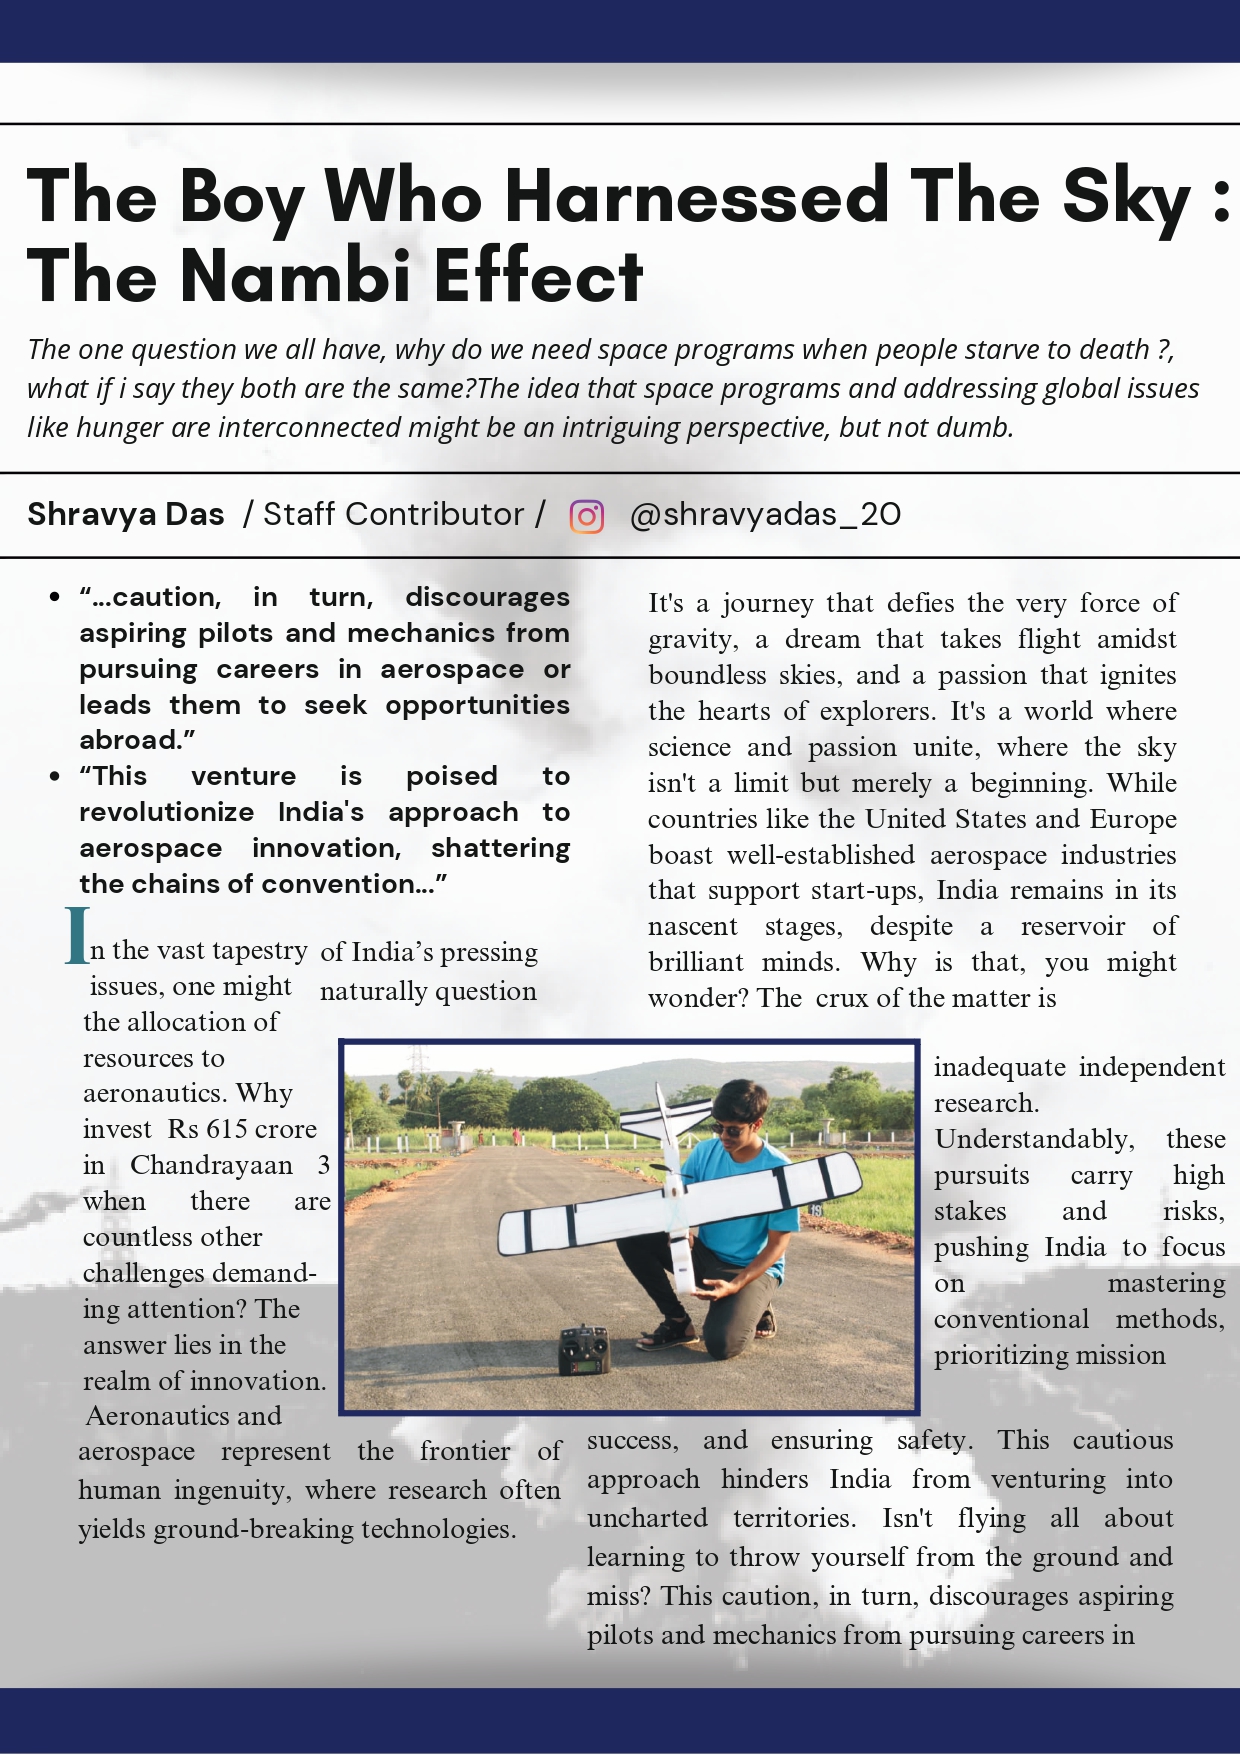 The Boy Who Harnessed The Sky :
The Nambi Effect
The one question we all have, why do we need space programs when people starve to death ?,
what if i say they both are the same?The idea that space programs and addressing global issues
like hunger are interconnected might be an intriguing perspective, but not dumb.
Shravya Das / Staff Contributor / @shravyadas_20
• “...caution, in turn, discourages
aspiring pilots and mechanics from
pursuing careers in aerospace or
leads them to seek opportunities
abroad.”
• “This venture is poised to
revolutionize India's approach to
aerospace innovation, shattering
the chains of convention...”
In the vast tapestry of India’s pressing
issues, one might naturally question
the allocation of
resources to
aeronautics. Why
invest Rs 615 crore
in Chandrayaan 3
when there are
countless other
challenges demand-
ing attention? The
answer lies in the
realm of innovation.
Aeronautics and
aerospace represent the frontier of
human ingenuity, where research often
yields ground-breaking technologies.
It's a journey that defies the very force of
gravity, a dream that takes flight amidst
boundless skies, and a passion that ignites
the hearts of explorers. It's a world where
science and passion unite, where the sky
isn't a limit but merely a beginning. While
countries like the United States and Europe
boast well-established aerospace industries
that support start-ups, India remains in its
nascent stages, despite a reservoir of
brilliant minds. Why is that, you might
wonder? The crux of the matter is
inadequate independent
research.
Understandably, these
pursuits carry high
stakes and risks,
pushing India to focus
on mastering
conventional methods,
prioritizing mission
success, and ensuring safety. This cautious
approach hinders India from venturing into
uncharted territories. Isn't flying all about
learning to throw yourself from the ground and
miss? This caution, in turn, discourages aspiring
pilots and mechanics from pursuing careers in
19